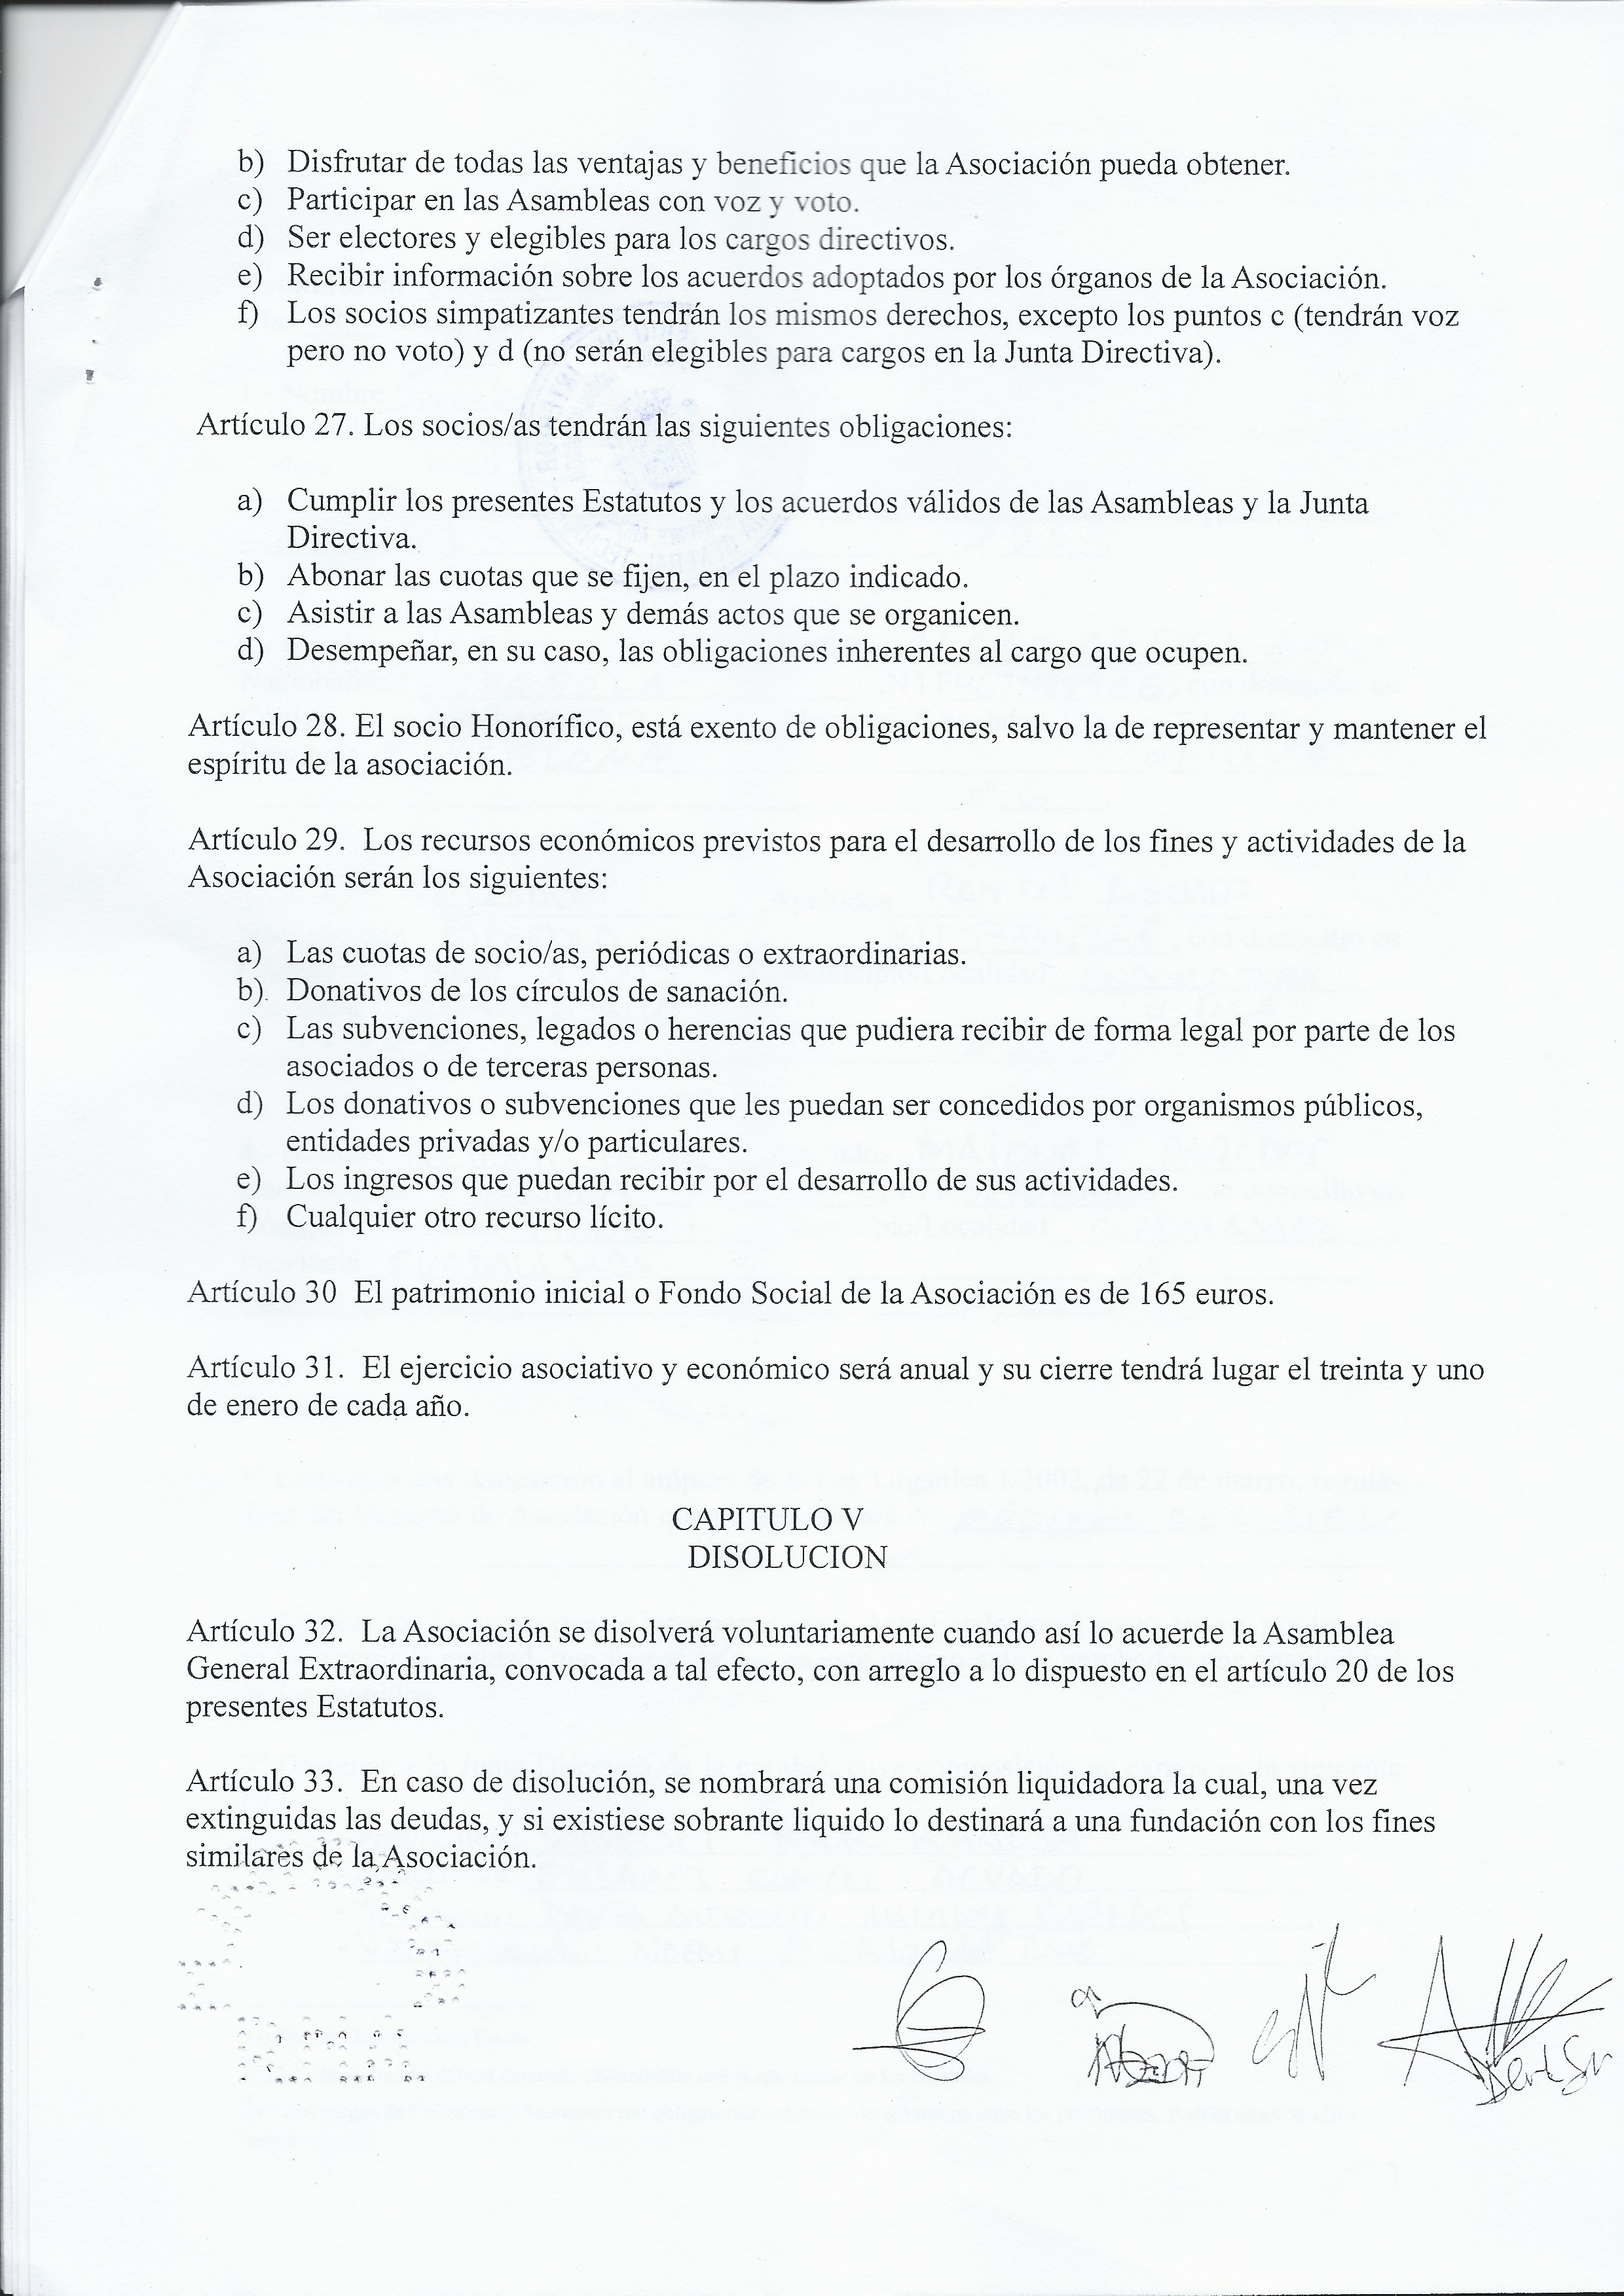 b) Disfrutar de todas las ventajas y beneficios que la Asociación pueda obtener.
c) Participar en las Asambleas con voz y voto.
d) Ser electores y elegibles para los cargos directivos.
e) Recibir información sobre los acuerdos adoptados por los órganos de la Asociación.
f) Los socios simpatizantes tendrán los mismos derechos, excepto los puntos c (tendrán voz
pero no voto) y d (no serán elegibles para cargos en la Junta Directiva).
Artículo 27. Los socios/as tendrán las siguientes obligaciones:
a) Cumplir los presentes Estatutos y los acuerdos válidos de las Asambleas y la Junta
Directiva.
b) Abonar las cuotas que se fijen, en el plazo indicado.
c) Asistir a las Asambleas y demás actos que se organicen.
d) Desempeñar, en su caso, las obligaciones inherentes al cargo que ocupen.
Artículo 28. El socio Honorífico, está exento de obligaciones, salvo la de representar y mantener el
espíritu de la asociación.
Artículo 29. Los recursos económicos previstos para el desarrollo de los fines y actividades de la
Asociación serán los siguientes:
a) Las cuotas de socio/as, periódicas o extraordinarias.
b) Donativos de los círculos de sanación.
c) Las subvenciones, legados o herencias que pudiera recibir de forma legal por parte de los
asociados o de terceras personas.
d) Los donativos o subvenciones que les puedan ser concedidos por organismos públicos,
entidades privadas y/o particulares.
e) Los ingresos que puedan recibir por el desarrollo de sus actividades.
f) Cualquier otro recurso lícito.
Artículo 30 El patrimonio inicial o Fondo Social de la Asociación es de 165 euros.
Artículo 31. El ejercicio asociativo y económico será anual y su cierre tendrá lugar el treinta y uno
de enero de cada año.
CAPITULO V
DISOLUCION
Artículo 32. La Asociación se disolverá voluntariamente cuando así lo acuerde la Asamblea
General Extraordinaria, convocada a tal efecto, con arreglo a lo dispuesto en el artículo 20 de los
presentes Estatutos.
Artículo 33. En caso de disolución, se nombrará una comisión liquidadora la cual, una vez
extinguidas las deudas, y si existiese sobrante liquido lo destinará a una fundación con los fines
similares de la Asociación.